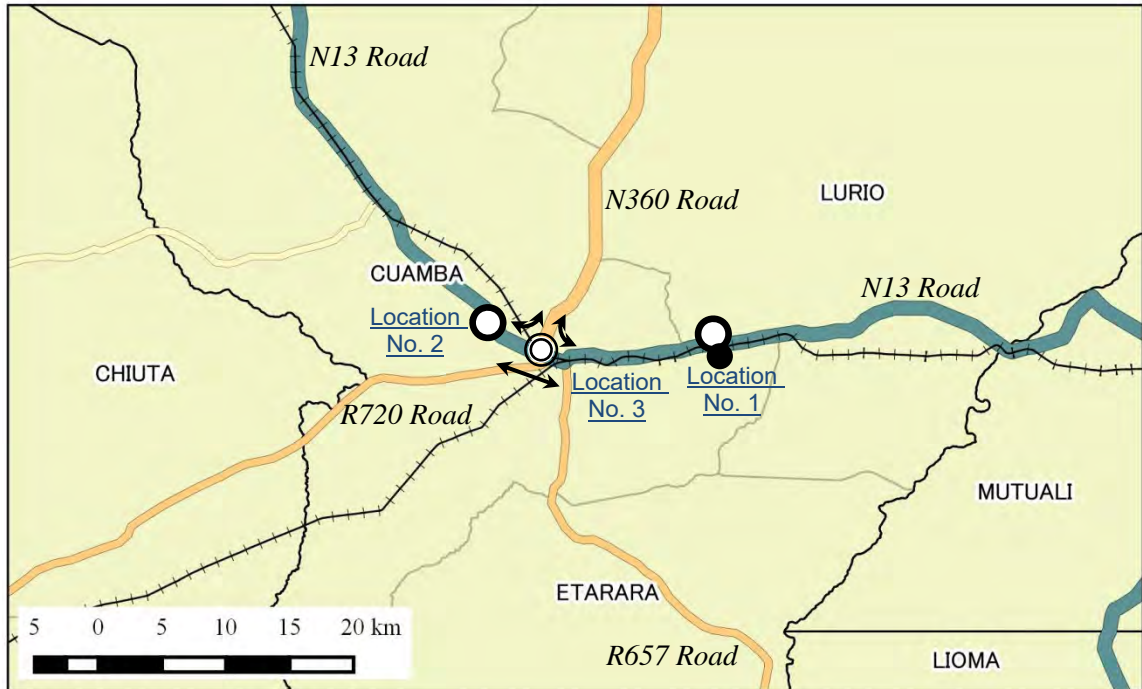 N13 Road
LURIO
N360 Road
CUAMBA
N13 Road
Location
No. 2
CHIUTA
Location
No. 3
Location
No. 1
R720 Road
MUTUALI
ETARARA
R657 Road
LIOMA
5 0 5 10 15 20 km